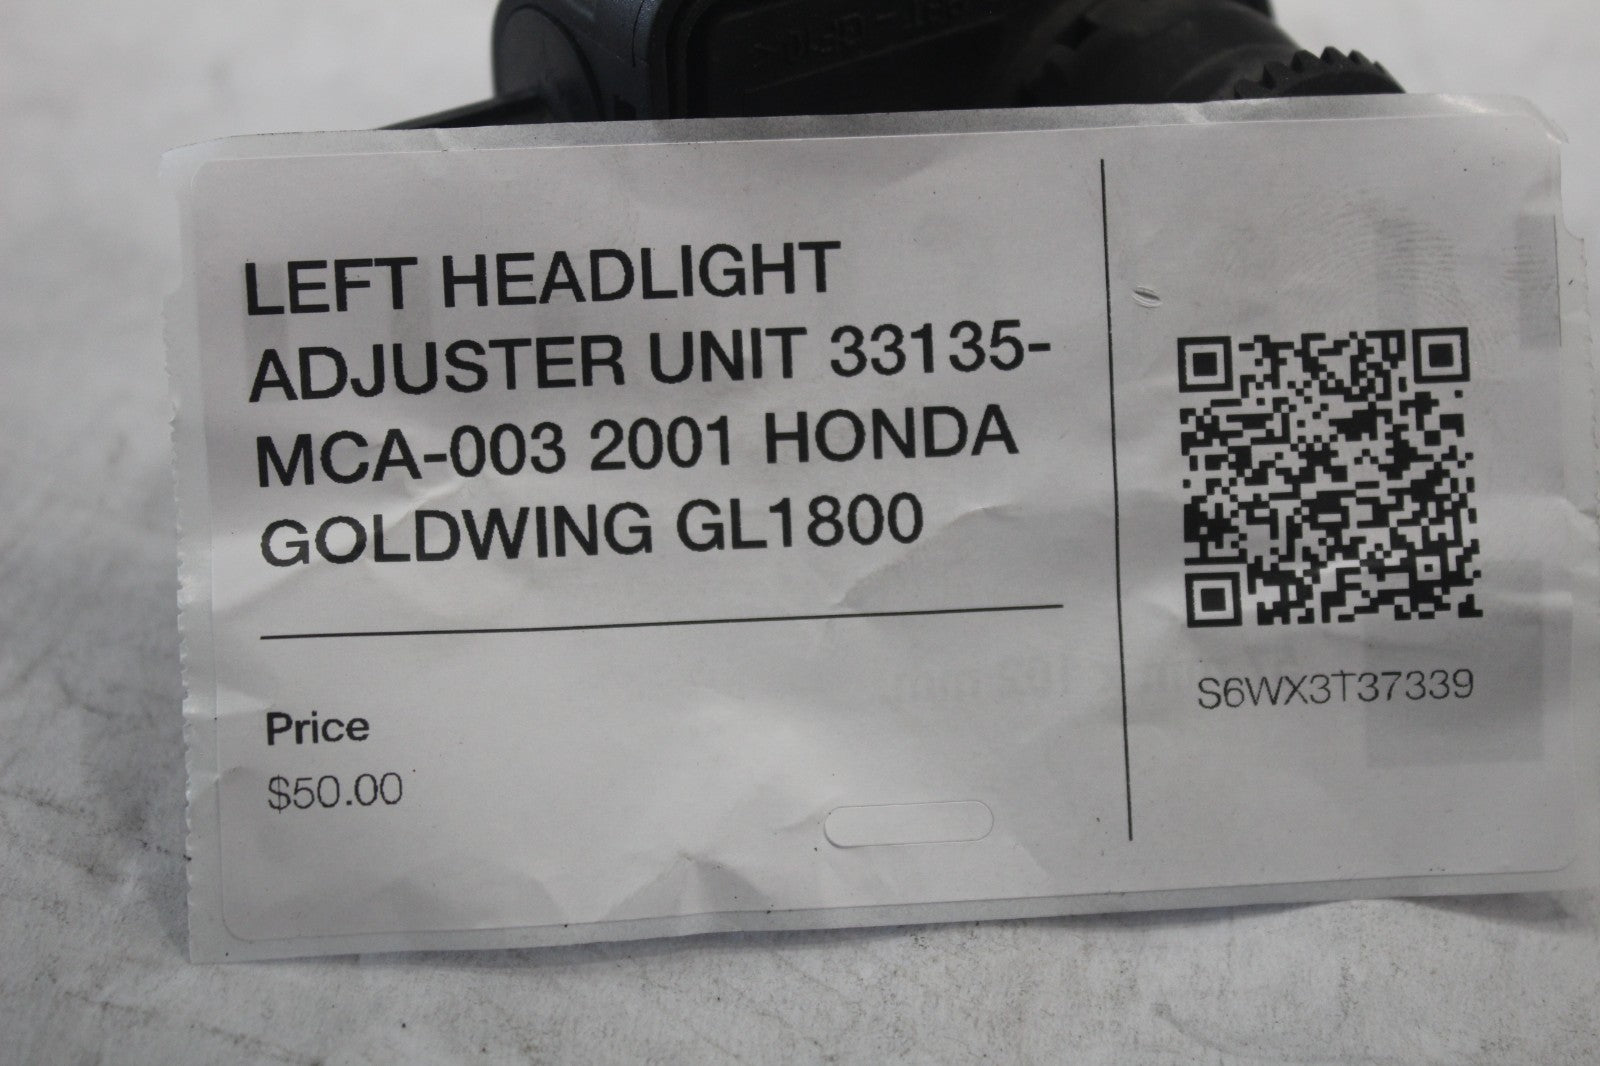 LEFT HEADLIGHT
ADJUSTER UNIT 33135-
MCA-003 2001 HONDA
GOLDWING GL1800
Price
$50.00
S6WX3T37339